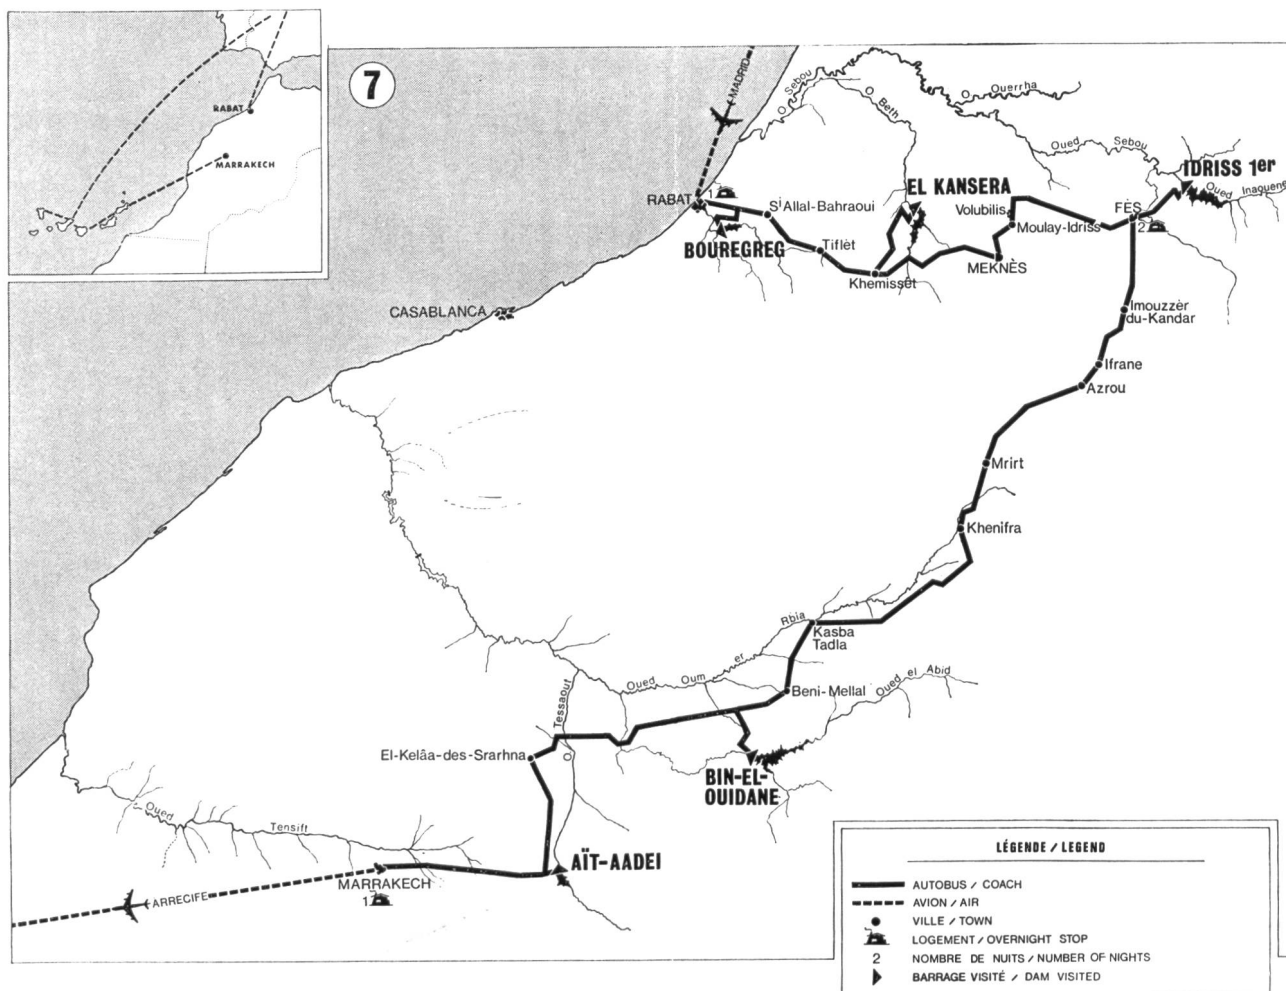 RABAT
MARRAKECH
7
MADRID
O Sebou
O Beth
O Ouerrha
Oued Sebou
IDRISS 1er
Oued Inaouene
RABAT
1
Sⁱ Allal-Bahraoui
EL KANSERA
Volubilis
Moulay-Idriss
FÈS
2
BOUREGREG
Tiflèt
Khemissèt
MEKNÈS
CASABLANCA
Imouzzèr
du-Kandar
Ifrane
Azrou
Mrirt
Khenifra
Kasba
Tadla
Oued Oum er Rbia
Beni-Mellal
Oued el Abid
O Tessaout
El-Kelâa-des-Srarhna
BIN-EL-
OUIDANE
Oued Tensift
AÏT-AADEI
MARRAKECH
1
ARRECIFE
LÉGENDE / LEGEND
AUTOBUS / COACH
AVION / AIR
VILLE / TOWN
LOGEMENT / OVERNIGHT STOP
2 NOMBRE DE NUITS / NUMBER OF NIGHTS
BARRAGE VISITÉ / DAM VISITED